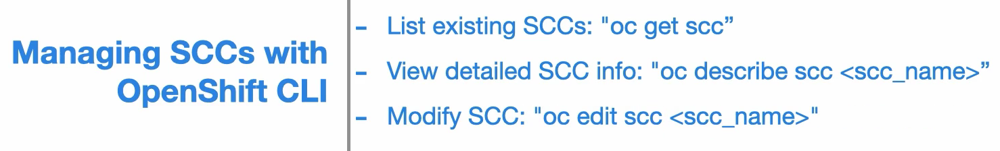 Managing SCCs with
OpenShift CLI
- List existing SCCs: "oc get scc”
- View detailed SCC info: "oc describe scc <scc_name>”
- Modify SCC: "oc edit scc <scc_name>"